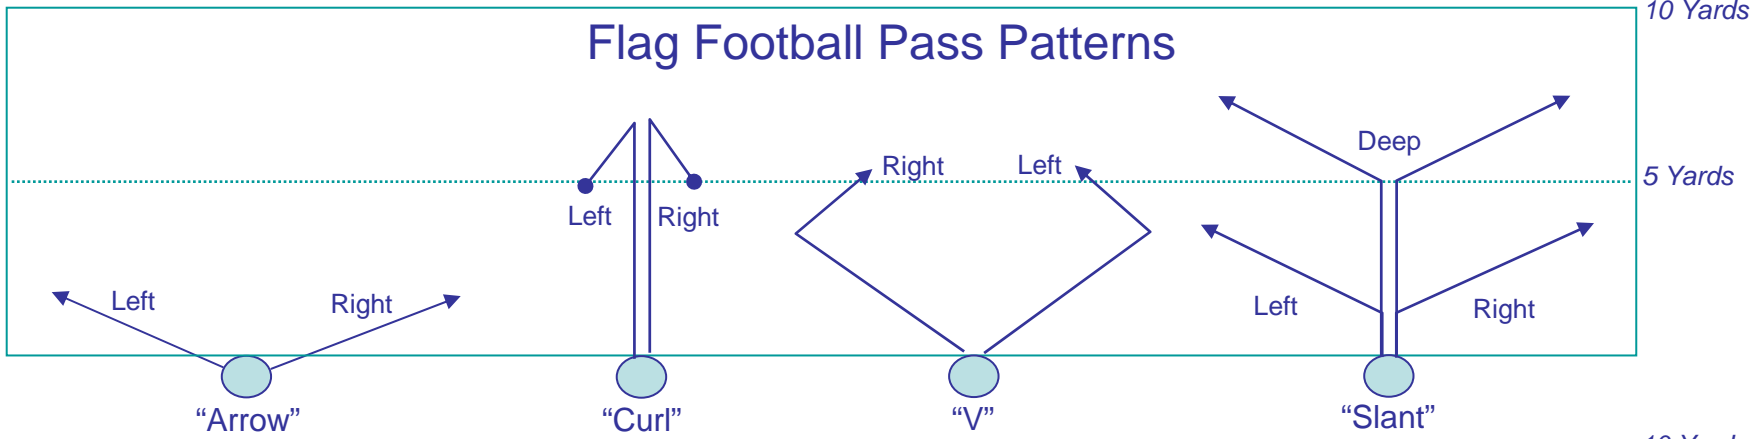 10 Yards
Flag Football Pass Patterns
Deep
Right
Left
5 Yards
Left
Right
Left
Right
Left
Right
“Arrow”
“Curl”
“V”
“Slant”